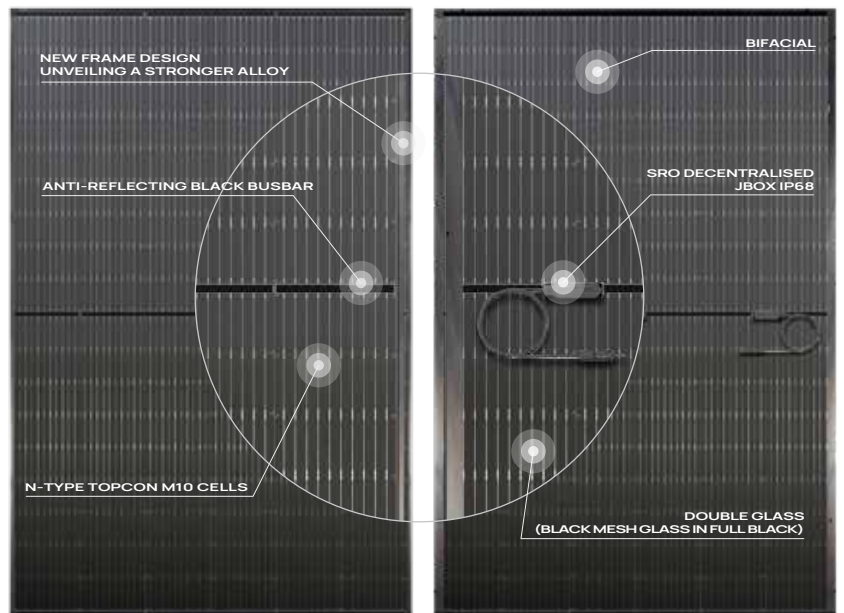 NEW FRAME DESIGN
UNVEILING A STRONGER ALLOY
ANTI-REFLECTING BLACK BUSBAR
N-TYPE TOPCON M10 CELLS
BIFACIAL
SRO DECENTRALISED
JBOX IP68
DOUBLE GLASS
(BLACK MESH GLASS IN FULL BLACK)